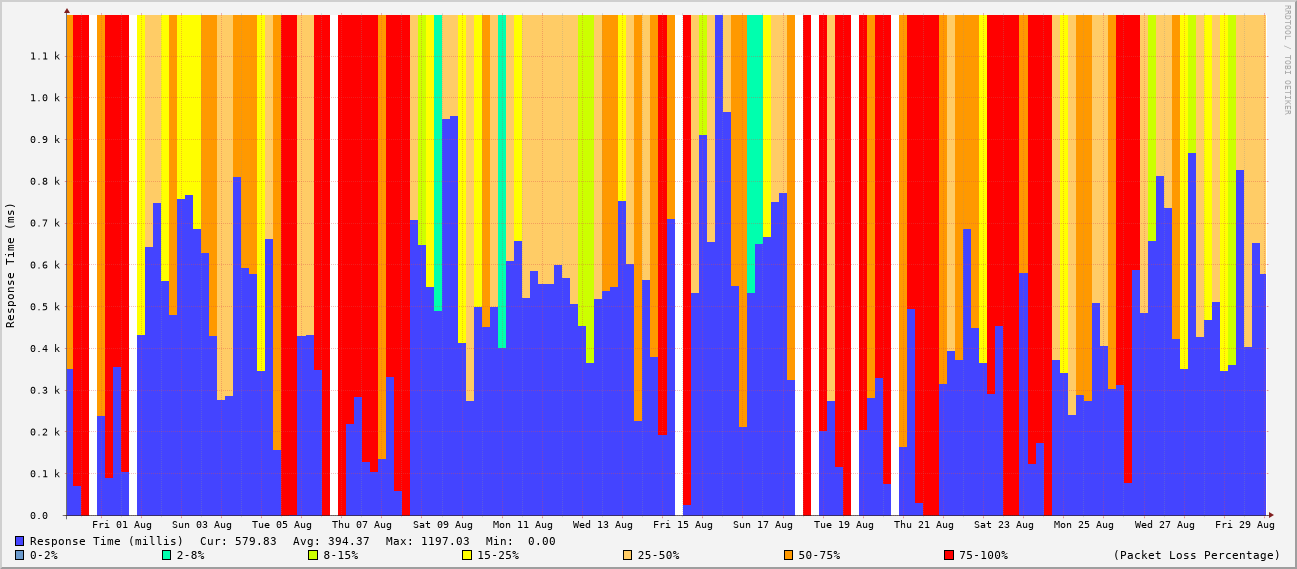 RRDTOOL / TOBI OETIKER
Response Time (ms)
1.1 k
1.0 k
0.9 k
0.8 k
0.7 k
0.6 k
0.5 k
0.4 k
0.3 k
0.2 k
0.1 k
0.0
Fri 01 Aug Sun 03 Aug Tue 05 Aug Thu 07 Aug Sat 09 Aug Mon 11 Aug Wed 13 Aug Fri 15 Aug Sun 17 Aug Tue 19 Aug Thu 21 Aug Sat 23 Aug Mon 25 Aug Wed 27 Aug Fri 29 Aug
Response Time (millis) Cur: 579.83 Avg: 394.37 Max: 1197.03 Min: 0.00
0-2% 2-8% 8-15% 15-25% 25-50% 50-75% 75-100% (Packet Loss Percentage)